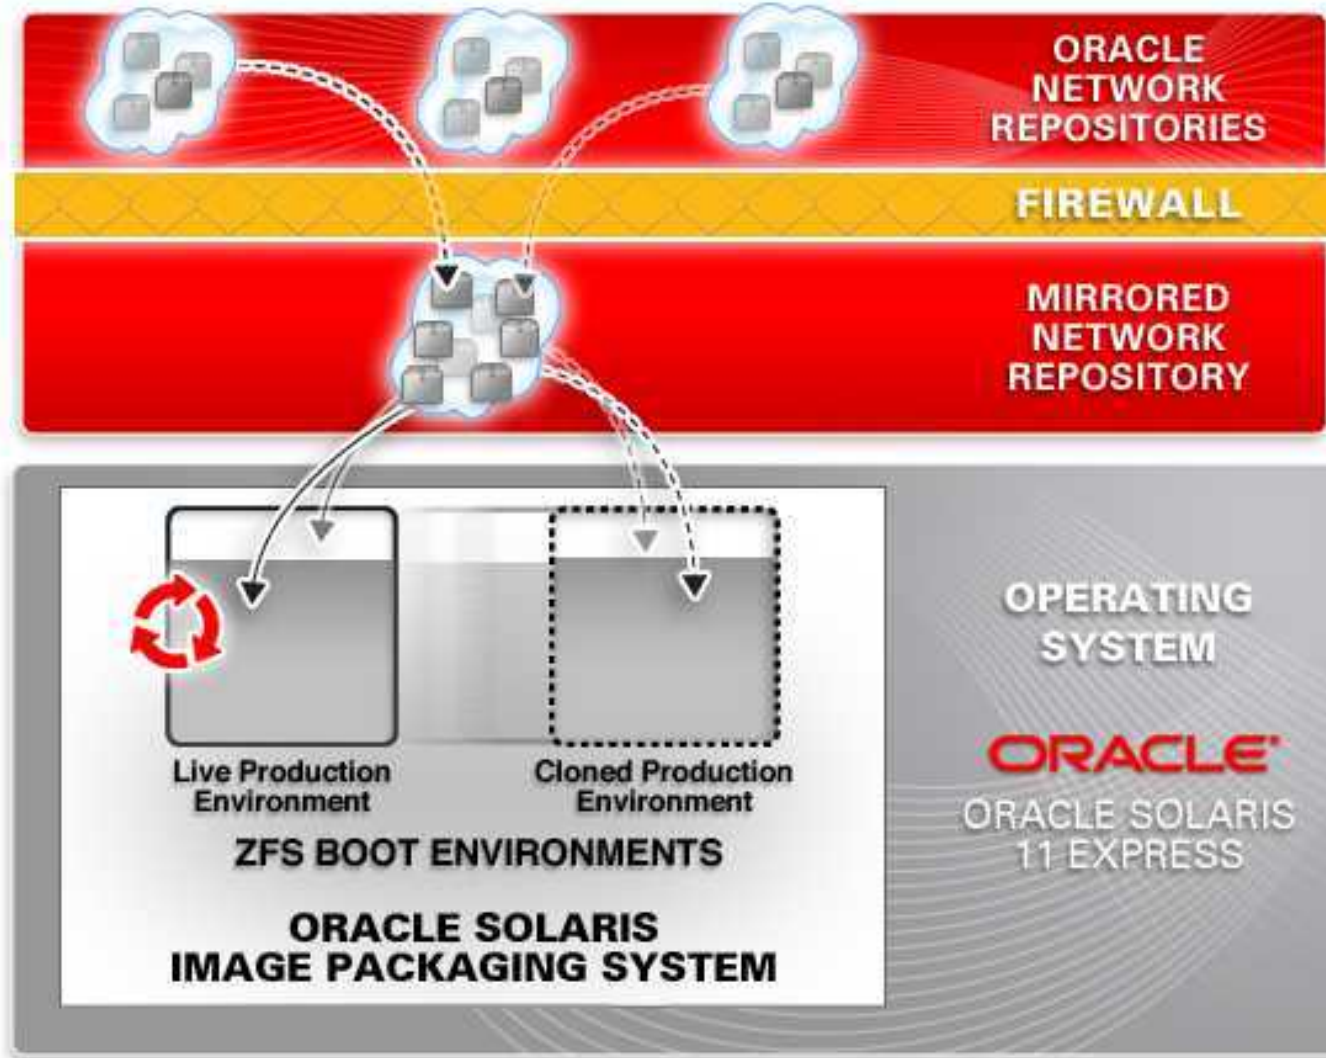 ORACLE
NETWORK
REPOSITORIES
FIREWALL
MIRRORED
NETWORK
REPOSITORY
Live Production
Environment
Cloned Production
Environment
ZFS BOOT ENVIRONMENTS
ORACLE SOLARIS
IMAGE PACKAGING SYSTEM
OPERATING
SYSTEM
ORACLE
ORACLE SOLARIS
11 EXPRESS